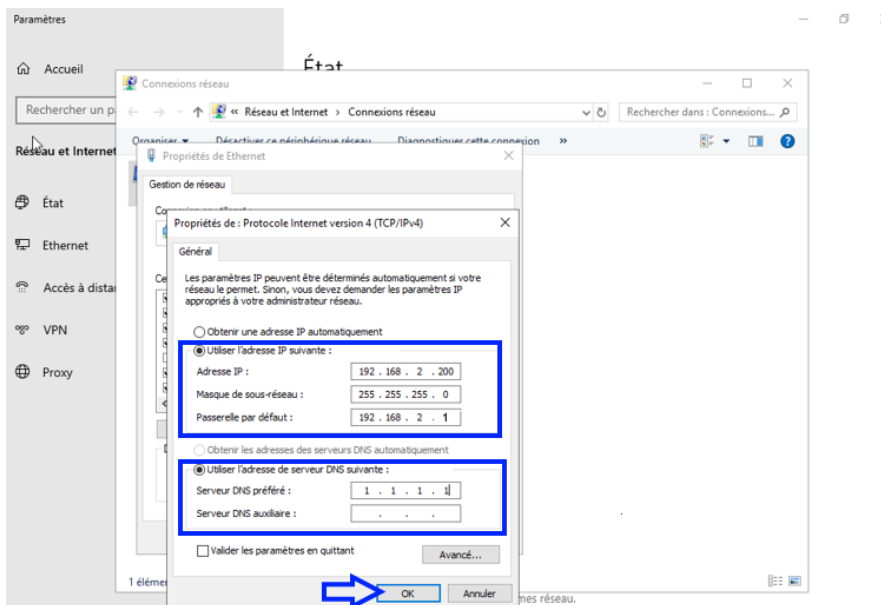 Paramètres
État
Accueil
Rechercher un p
Réseau et Internet
État
Ethernet
Accès à distan
VPN
Proxy
Connexions réseau
« Réseau et Internet > Connexions réseau
Rechercher dans : Connexions...
Organiser Désactiver ce périphérique réseau Diagnostiquer cette connexion »
Propriétés de Ethernet
Gestion de réseau
Propriétés de : Protocole Internet version 4 (TCP/IPv4)
Général
Les paramètres IP peuvent être déterminés automatiquement si votre
réseau le permet. Sinon, vous devez demander les paramètres IP
appropriés à votre administrateur réseau.
Obtenir une adresse IP automatiquement
Utiliser l'adresse IP suivante :
Adresse IP : 192 . 168 . 2 . 200
Masque de sous-réseau : 255 . 255 . 255 . 0
Passerelle par défaut : 192 . 168 . 2 . 1
Obtenir les adresses des serveurs DNS automatiquement
Utiliser l'adresse de serveur DNS suivante :
Serveur DNS préféré : 1 . 1 . 1 . 1
Serveur DNS auxiliaire : . . .
Valider les paramètres en quittant
Avancé...
OK Annuler
1 élémen
mes réseau.